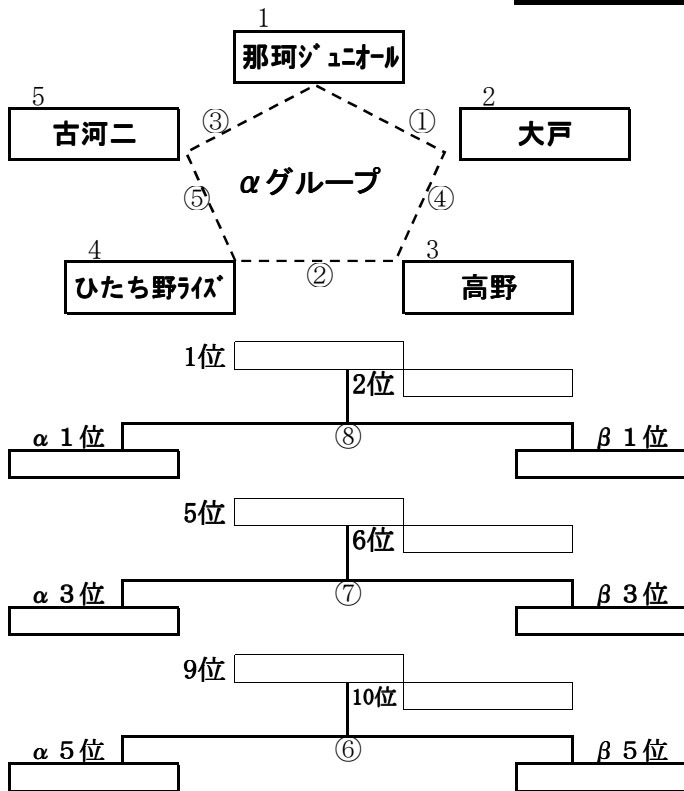 1
那珂ジュニオール
5
2
古河二
③
①
大戸
αグループ
⑤
④
4
3
ひたち野ライズ
②
高野
1位
2位
α 1位
⑧
β 1位
5位
6位
α 3位
⑦
β 3位
9位
10位
α 5位
⑥
β 5位